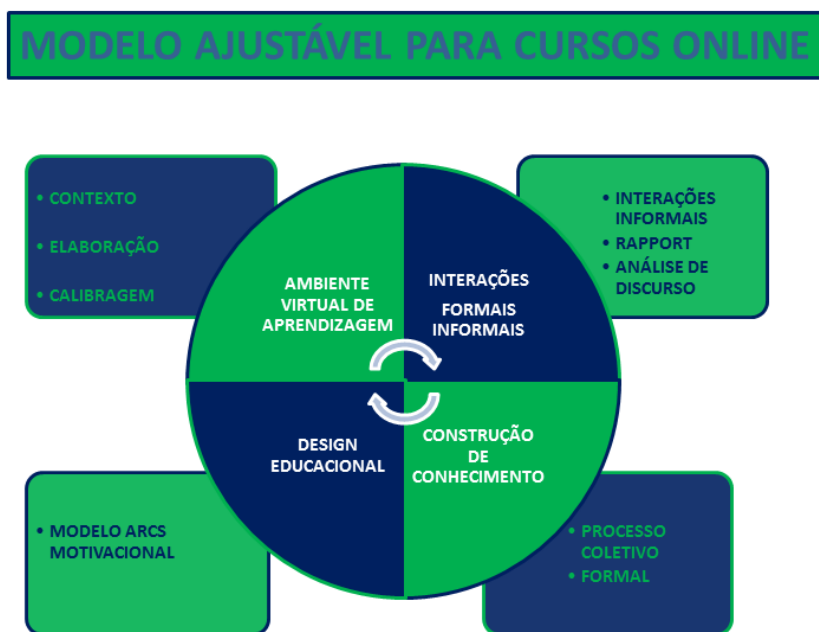 MODELO AJUSTÁVEL PARA CURSOS ONLINE
• CONTEXTO
• ELABORAÇÃO
• CALIBRAGEM
• INTERAÇÕES
INFORMAIS
• RAPPORT
• ANÁLISE DE
DISCURSO
AMBIENTE
VIRTUAL DE
APRENDIZAGEM
INTERAÇÕES
FORMAIS
INFORMAIS
DESIGN
EDUCACIONAL
CONSTRUÇÃO
DE
CONHECIMENTO
• MODELO ARCS
MOTIVACIONAL
• PROCESSO
COLETIVO
• FORMAL